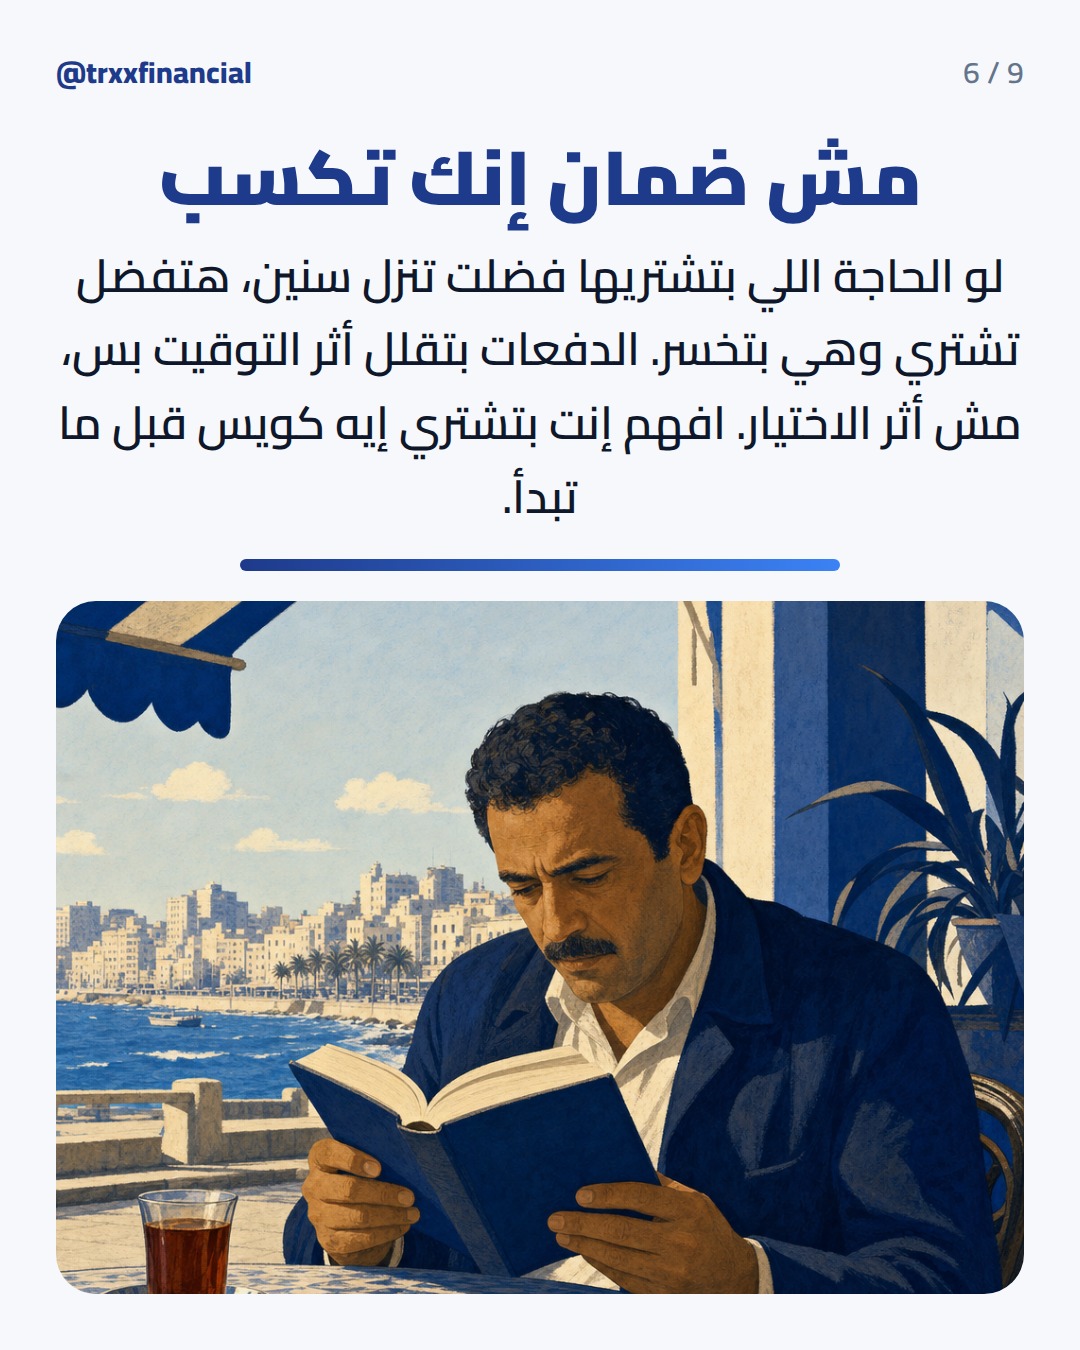 @trxxfinancial
6 / 9
مش ضمان إنك تكسب
لو الحاجة اللي بتشتريها فضلت تنزل سنين، هتفضل
تشتري وهي بتخسر. الدفعات بتقلل أثر التوقيت بس،
مش أثر الاختيار. افهم إنت بتشتري إيه كويس قبل ما
تبدأ.